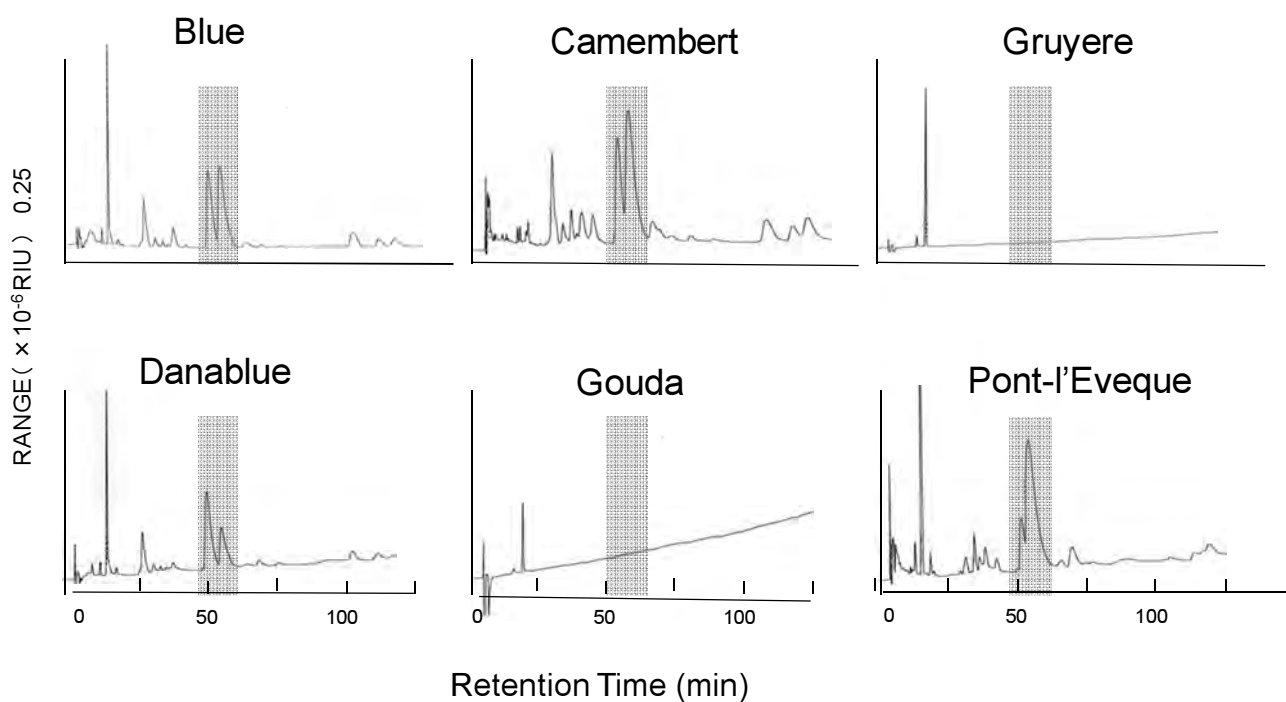 Blue
Camembert
Gruyere
RANGE( ×10⁻⁶RIU) 0.25
Danablue
Gouda
Pont-l'Eveque
0 50 100
0 50 100
0 50 100
Retention Time (min)